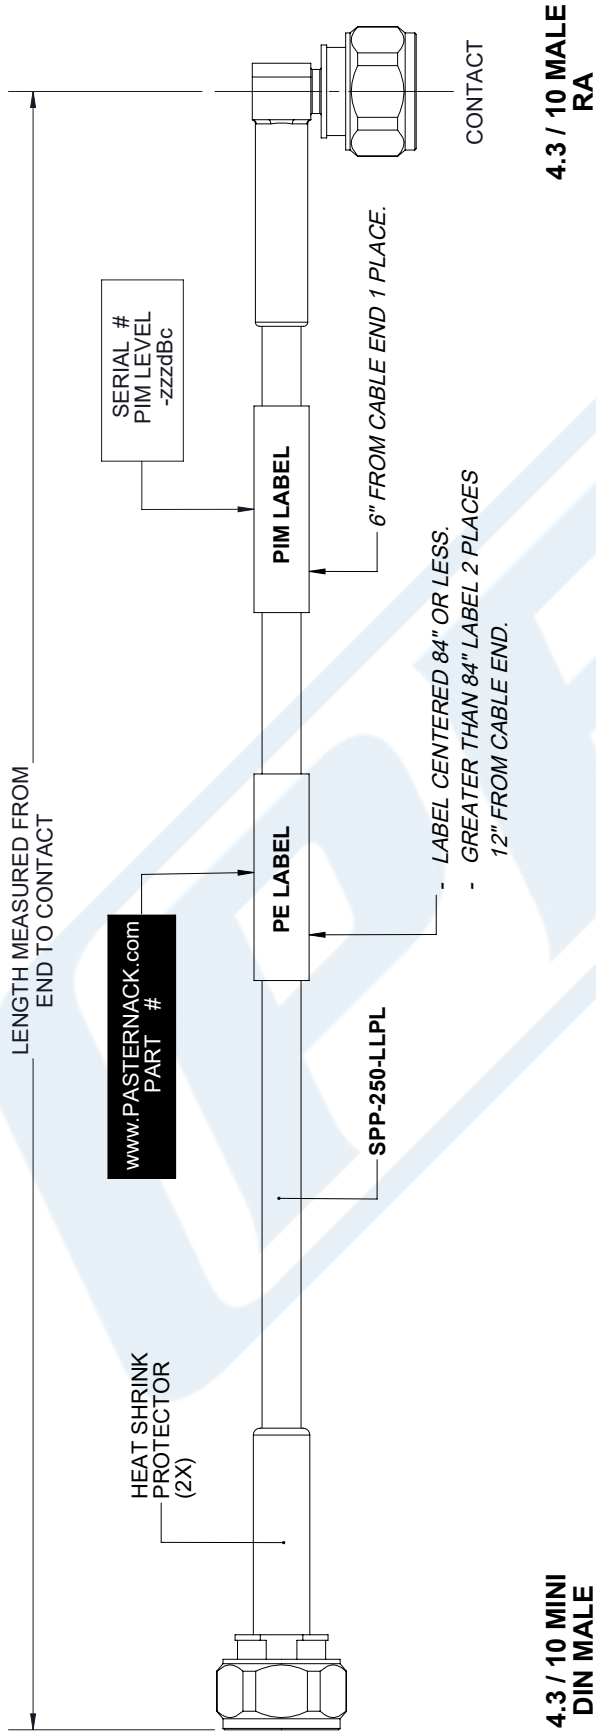 LENGTH MEASURED FROM
END TO CONTACT
HEAT SHRINK
PROTECTOR
(2X)
www.PASTERNACK.com
PART #
SERIAL #
PIM LEVEL
-zzzdBc
PE LABEL
PIM LABEL
SPP-250-LLPL
- LABEL CENTERED 84" OR LESS.
- GREATER THAN 84" LABEL 2 PLACES
12" FROM CABLE END.
6" FROM CABLE END 1 PLACE.
CONTACT
4.3 / 10 MINI
DIN MALE
4.3 / 10 MALE
RA